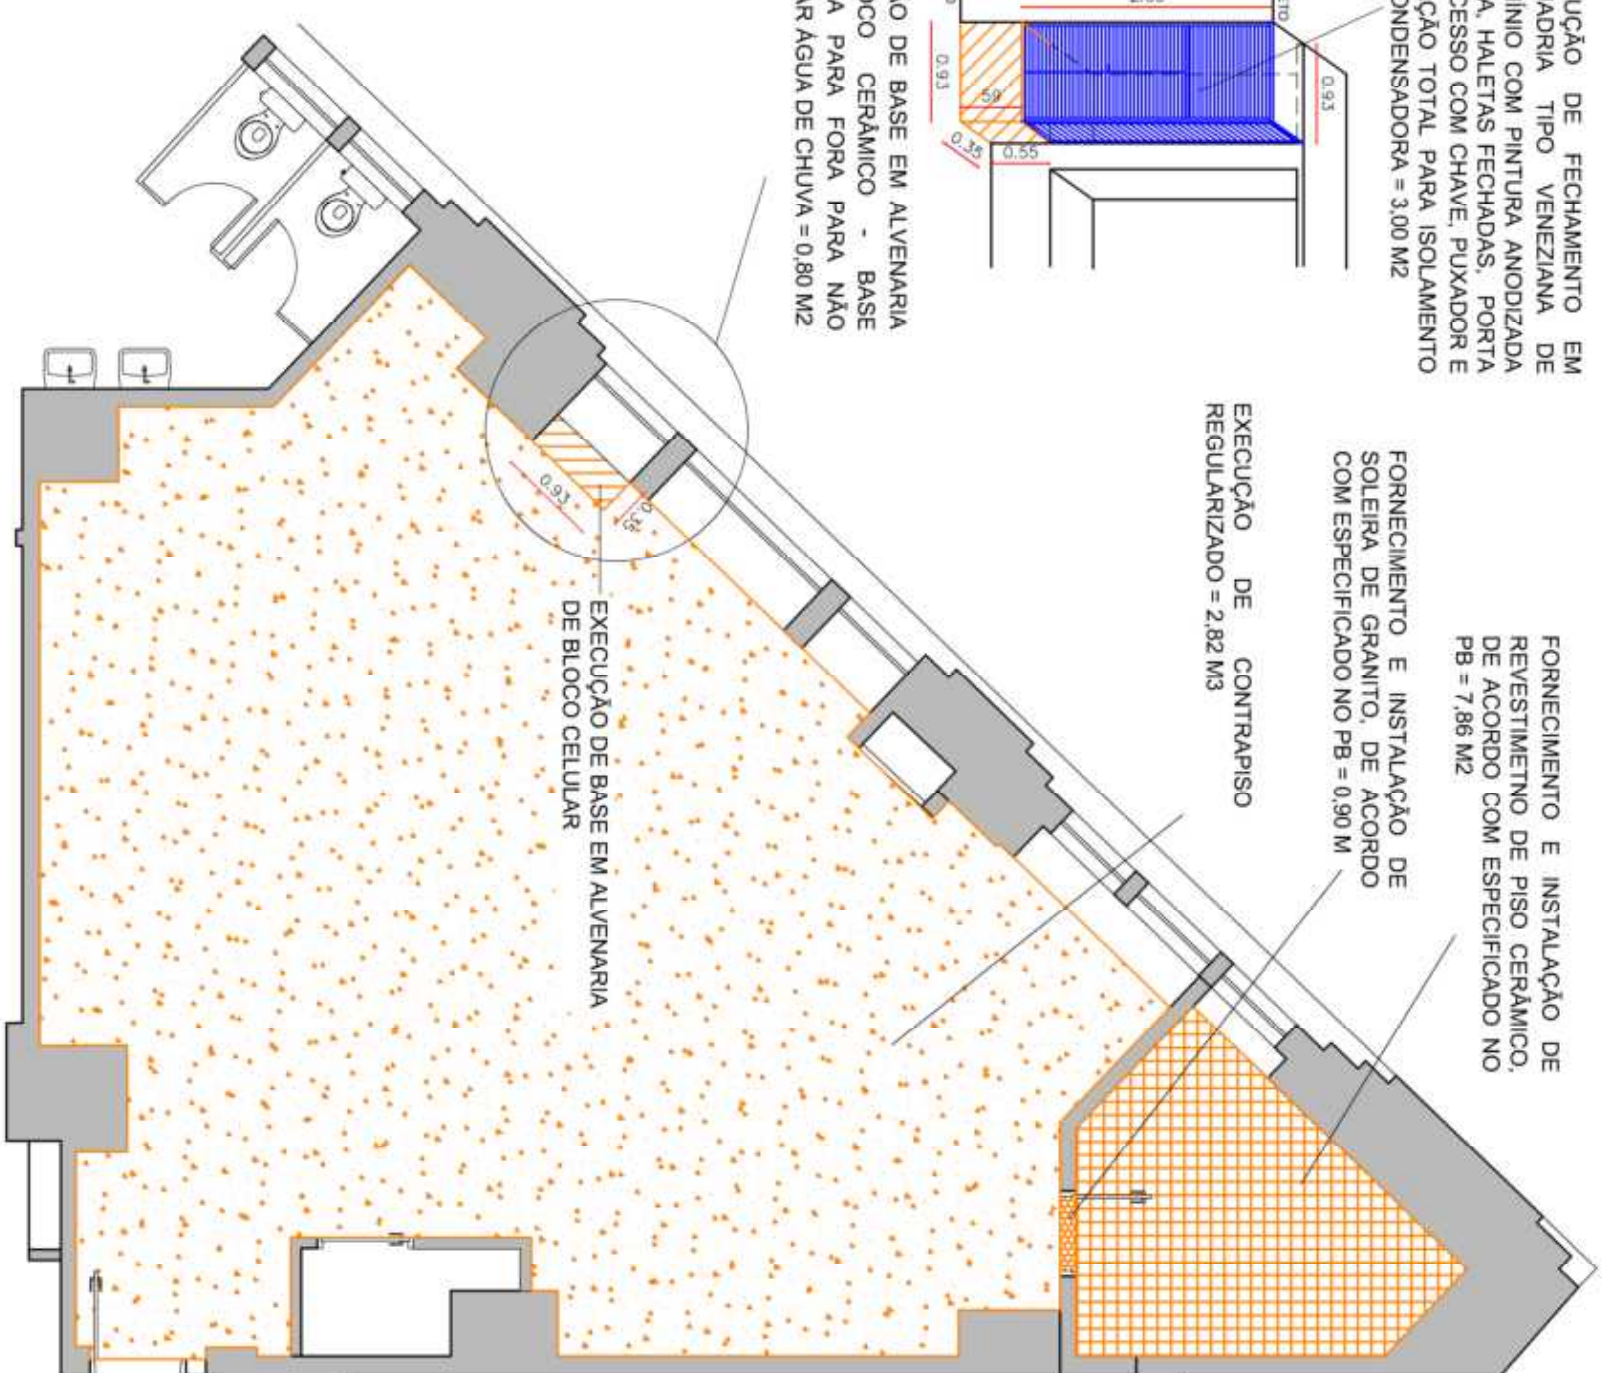 DE FECHAMENTO EM
TIPO VENEZIANA DE
COM PINTURA ANODIZADA
HALETAS FECHADAS, PORTA
COM CHAVE, PUXADOR E
TOTAL PARA ISOLAMENTO
= 3,00 M2
0.93
0.93
59
0.35
0.55
DE BASE EM ALVENARIA
CERÂMICO - BASE
PARA FORA PARA NÃO
ÁGUA DE CHUVA = 0,80 M2
FORNECIMENTO E INSTALAÇÃO DE
REVESTIMETNO DE PISO CERÂMICO,
DE ACORDO COM ESPECIFICADO NO
PB = 7,86 M2
FORNECIMENTO E INSTALAÇÃO DE
SOLEIRA DE GRANITO, DE ACORDO
COM ESPECIFICADO NO PB = 0,90 M
EXECUÇÃO DE CONTRAPISO
REGULARIZADO = 2,82 M3
0.93
EXECUÇÃO DE BASE EM ALVENARIA
DE BLOCO CELULAR